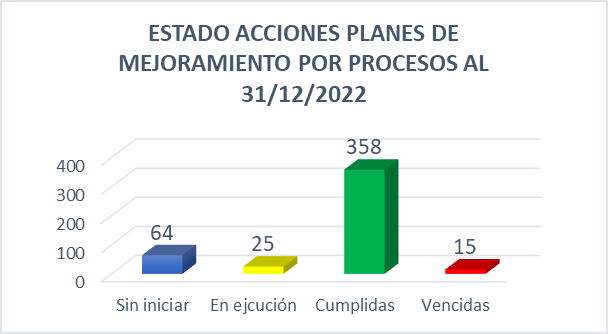 ESTADO ACCIONES PLANES DE
MEJORAMIENTO POR PROCESOS AL
31/12/2022
358
400
300
200
100
0
64
25
15
Sin iniciar
En ejcución
Cumplidas
Vencidas